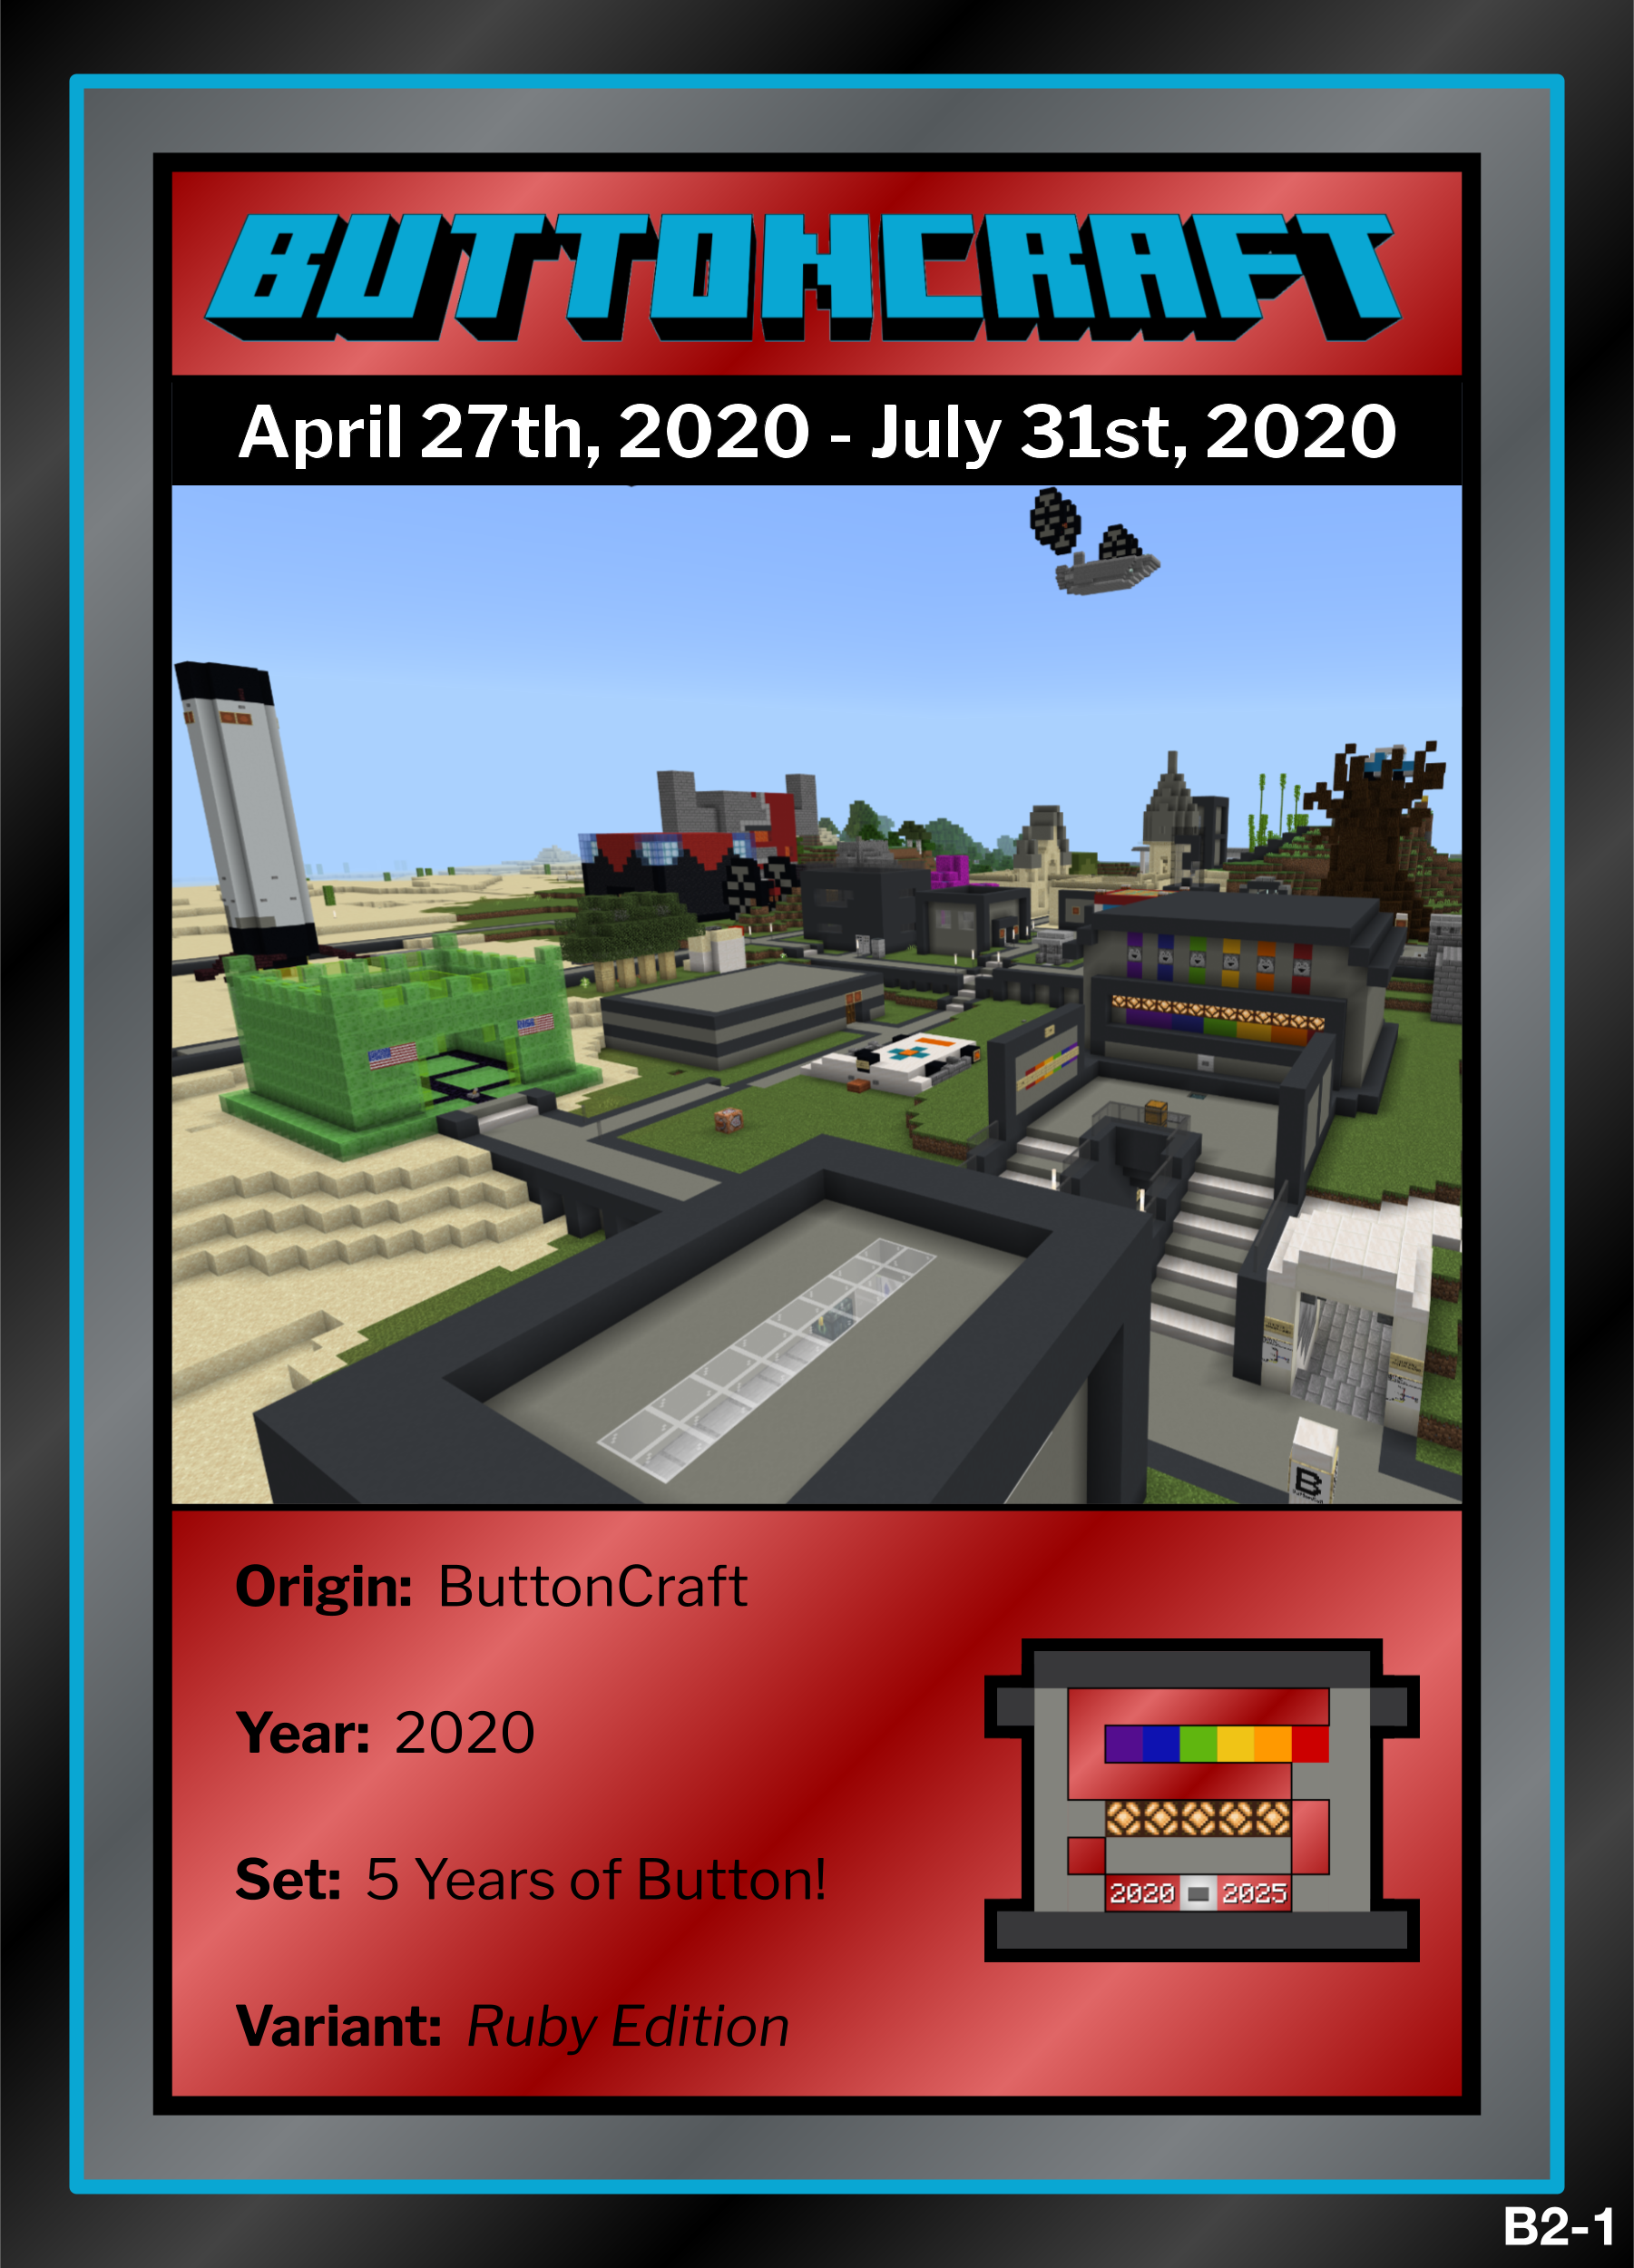 BUTTONCRAFT
April 27th, 2020 - July 31st, 2020
B
Origin: ButtonCraft
Year: 2020
Set: 5 Years of Button!
2020 2025
Variant: Ruby Edition
B2-1